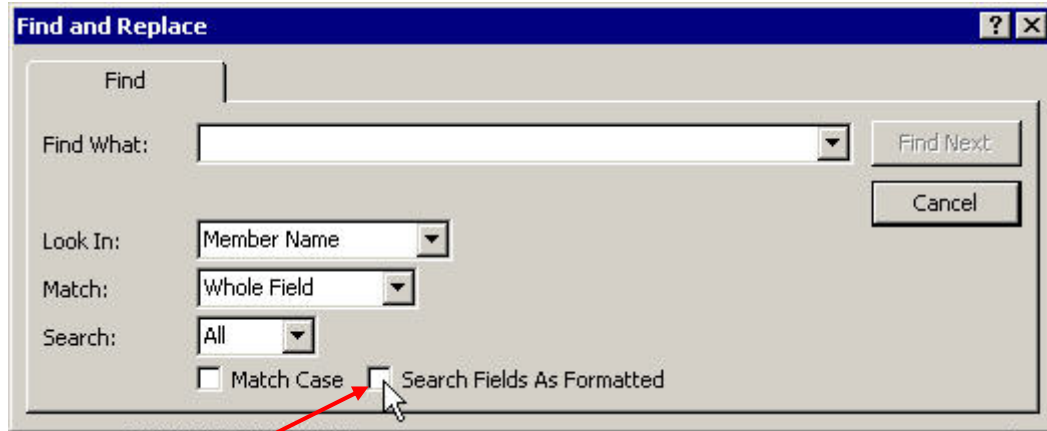 Find and Replace
Find
Find What:
Find Next
Cancel
Look In: Member Name
Match: Whole Field
Search: All
Match Case Search Fields As Formatted